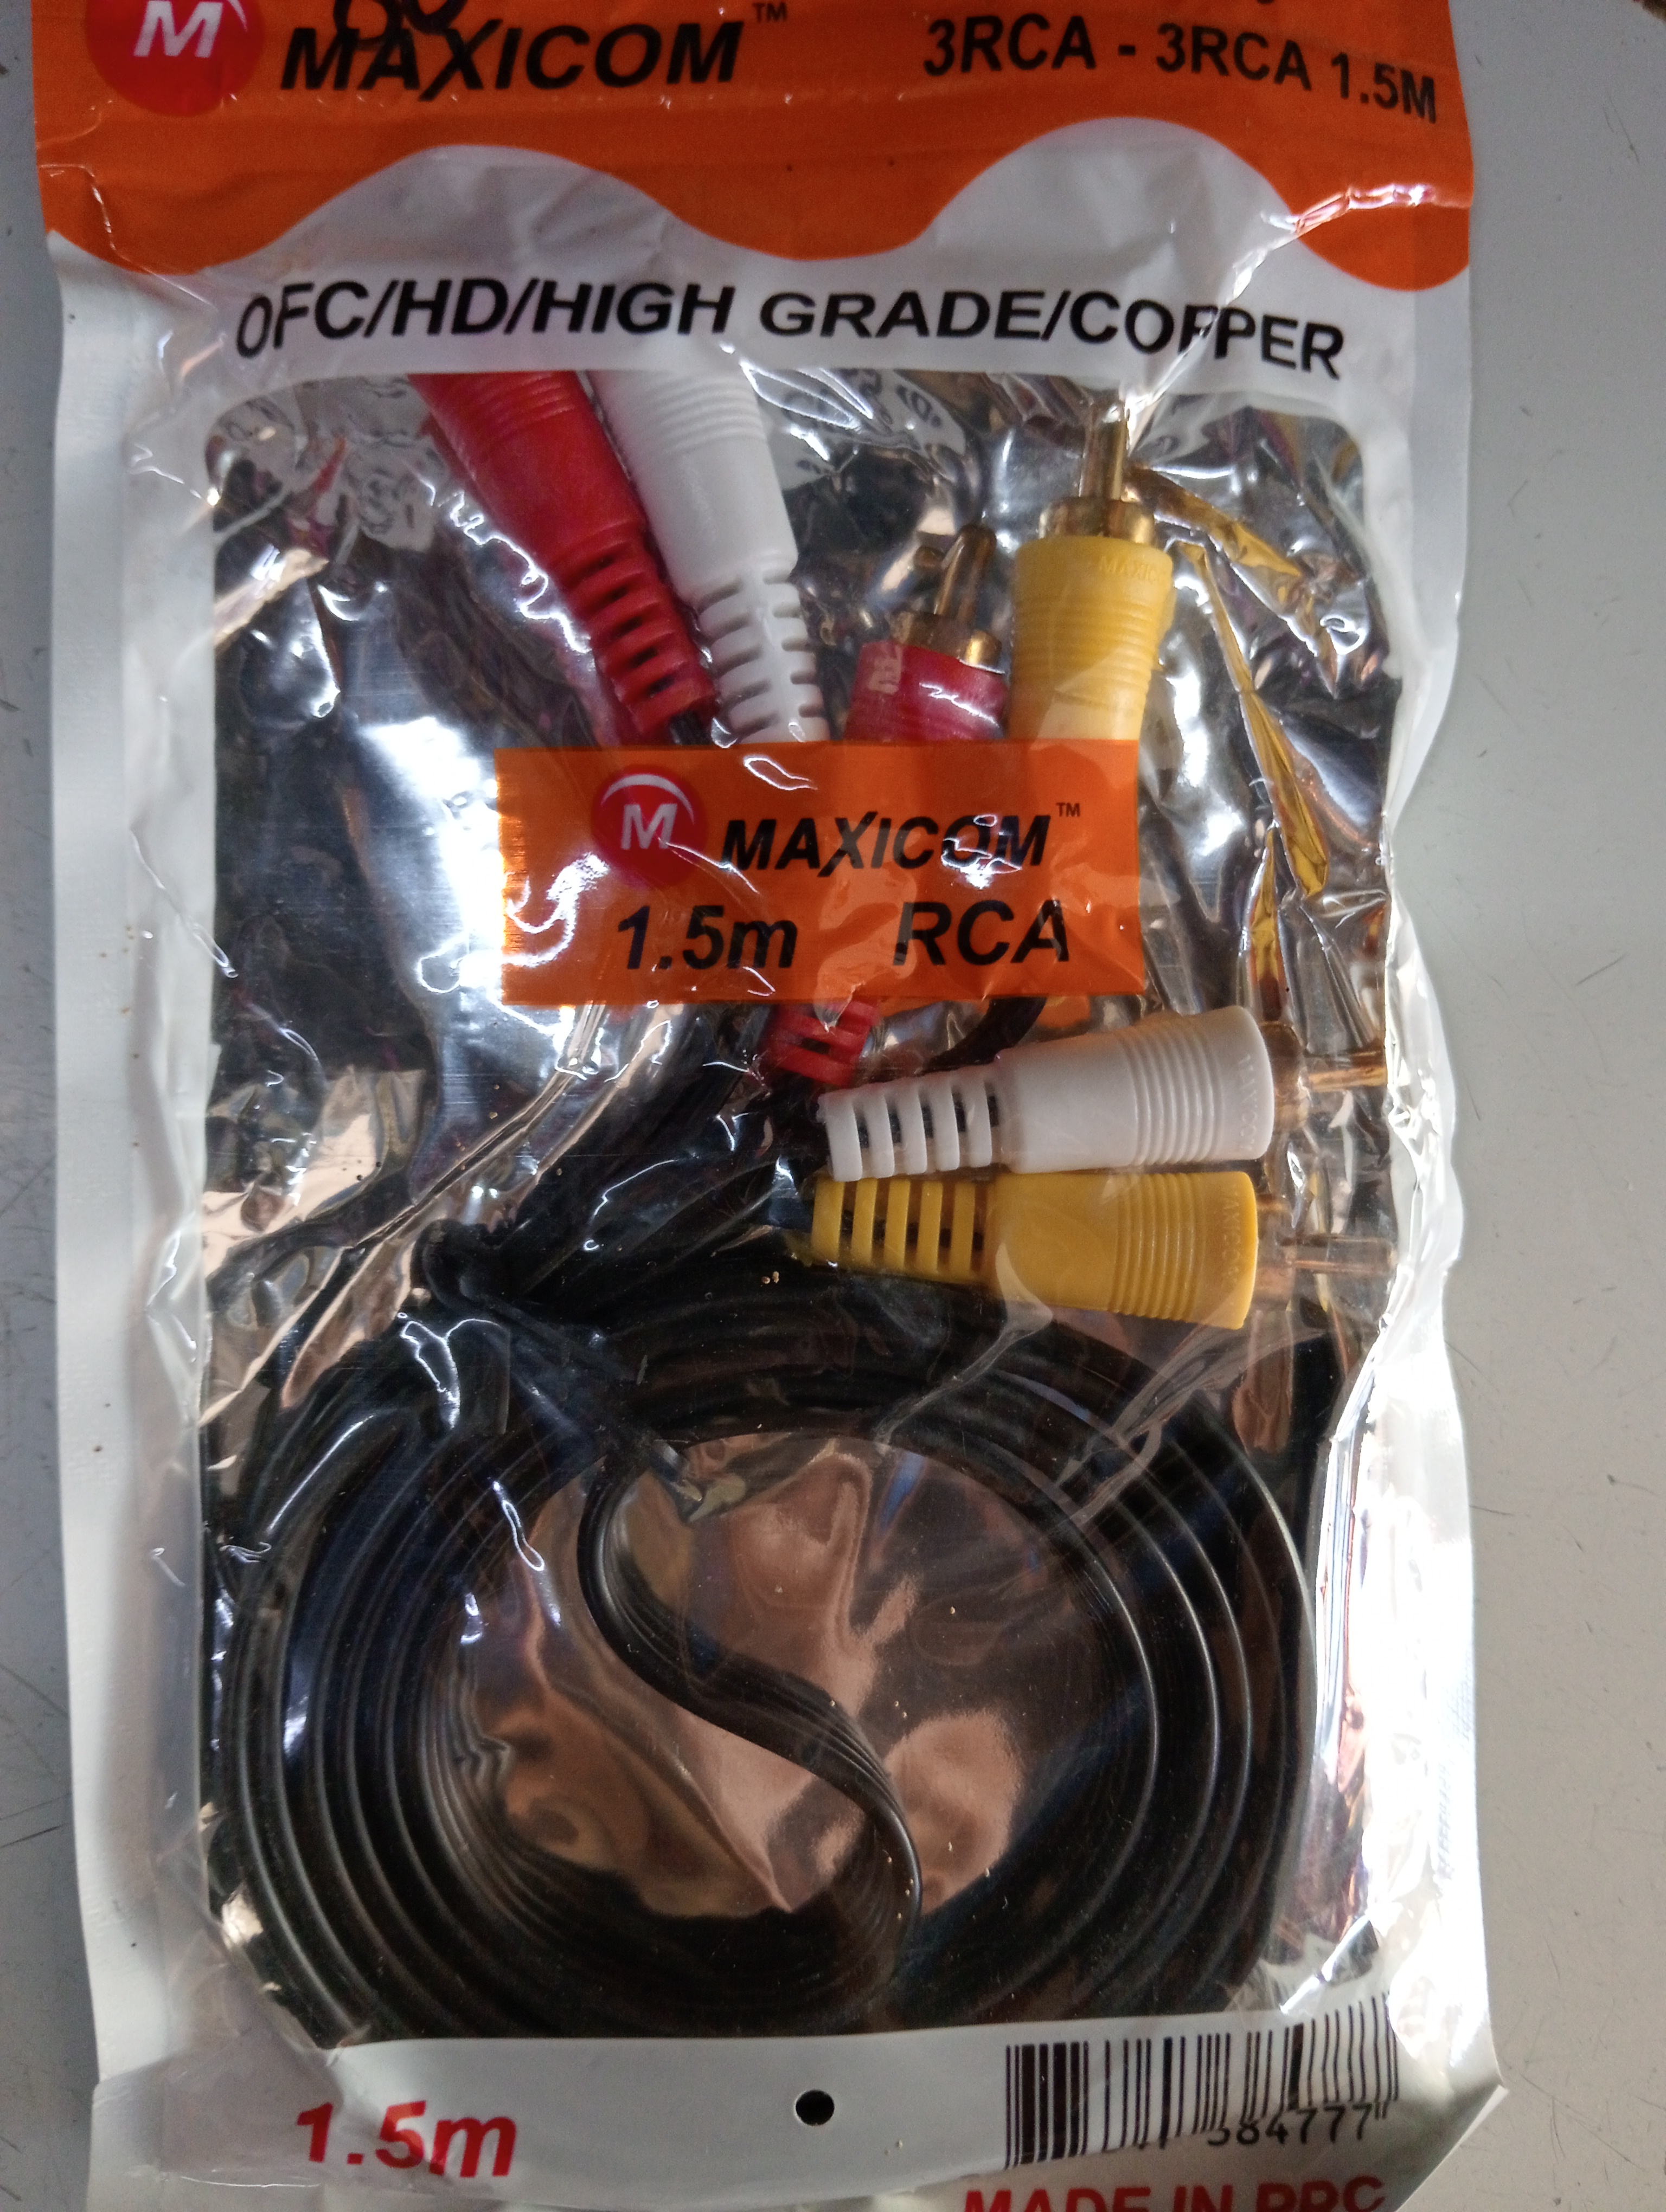 M MAXICOM™ 3RCA - 3RCA 1.5M
OFC/HD/HIGH GRADE/COPPER
M MAXICOM™
1.5m RCA
1.5m
384777
MADE IN PRC